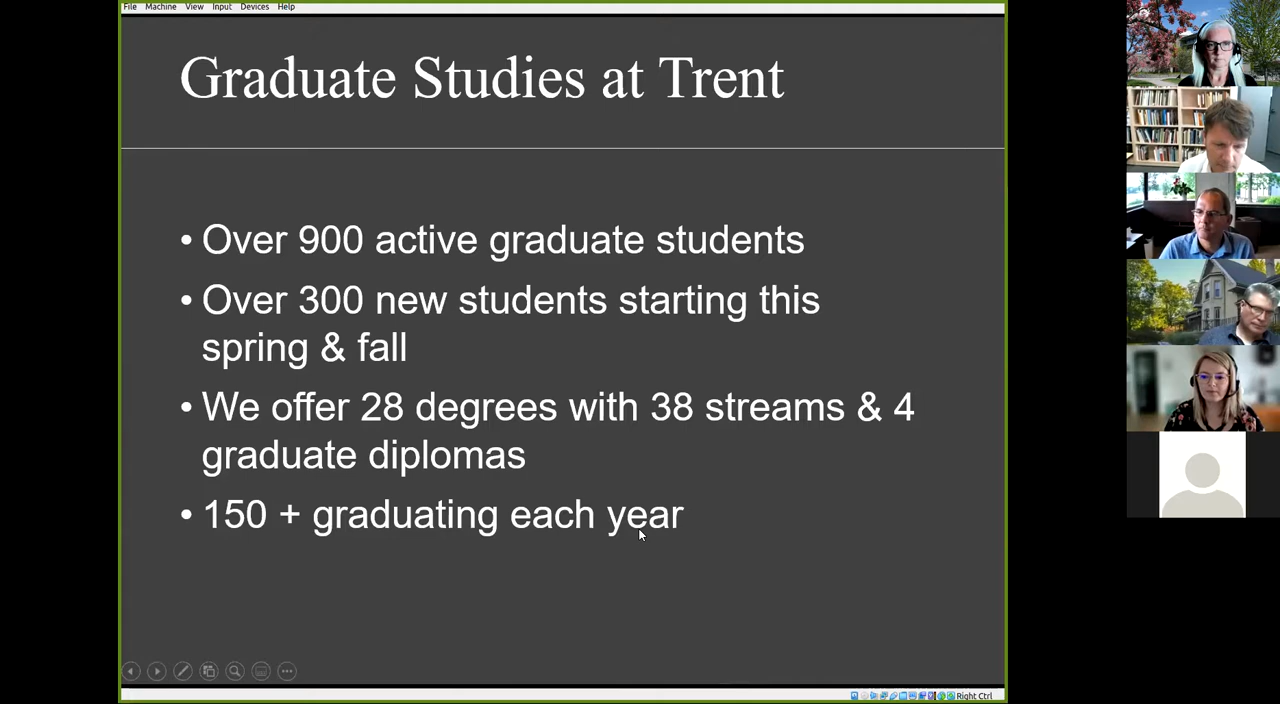 File Machine View Input Devices Help
Graduate Studies at Trent
• Over 900 active graduate students
• Over 300 new students starting this
spring & fall
• We offer 28 degrees with 38 streams & 4
graduate diplomas
• 150 + graduating each year
Right Ctrl